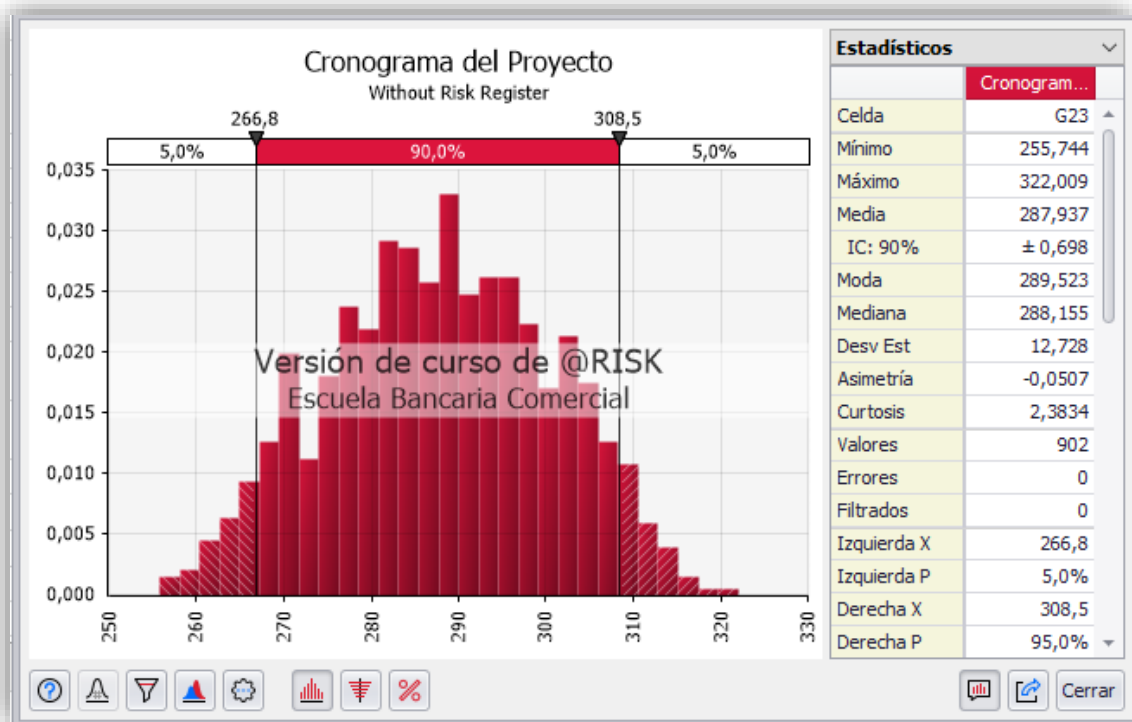 Cronograma del Proyecto
Without Risk Register
266,8 308,5
5,0% 90,0% 5,0%
0,035
0,030
0,025
0,020
0,015
0,010
0,005
0,000
250 260 270 280 290 300 310 320 330
Versión de curso de @RISK
Escuela Bancaria Comercial
Estadísticos
Cronogram...
Celda G23
Mínimo 255,744
Máximo 322,009
Media 287,937
IC: 90% ± 0,698
Moda 289,523
Mediana 288,155
Desv Est 12,728
Asimetría -0,0507
Curtosis 2,3834
Valores 902
Errores 0
Filtrados 0
Izquierda X 266,8
Izquierda P 5,0%
Derecha X 308,5
Derecha P 95,0%
Cerrar